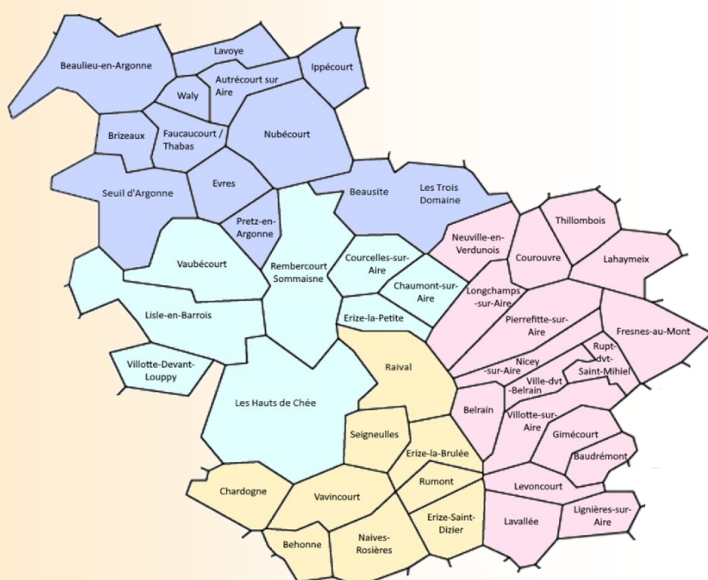 Beaulieu-en-Argonne
Lavoye
Ippécourt
Waly
Autrécourt sur
Aire
Brizeaux
Faucaucourt /
Thabas
Nubécourt
Seuil d'Argonne
Evres
Beausite
Les Trois
Domaine
Pretz-en-
Argonne
Thillombois
Neuville-en-
Verdunois
Courouvre
Lahaymeix
Vaubécourt
Rembercourt
Sommaisne
Courcelles-sur-
Aire
Chaumont-sur-
Aire
Longchamps
-sur-Aire
Lisle-en-Barrois
Erize-la-Petite
Pierrefitte-sur-
Aire
Fresnes-au-Mont
Villotte-Devant-
Louppy
Raival
Nicey
-sur-Aire
Rupt-
dvt-
Saint-Mihiel
Ville-dvt
-Belrain
Les Hauts de Chée
Belrain
Villotte-sur-
Aire
Seigneulles
Gimécourt
Erize-la-Brulée
Baudrémont
Chardogne
Vavincourt
Rumont
Levoncourt
Erize-Saint-
Dizier
Lavallée
Lignières-sur-
Aire
Behonne
Naives-
Rosières